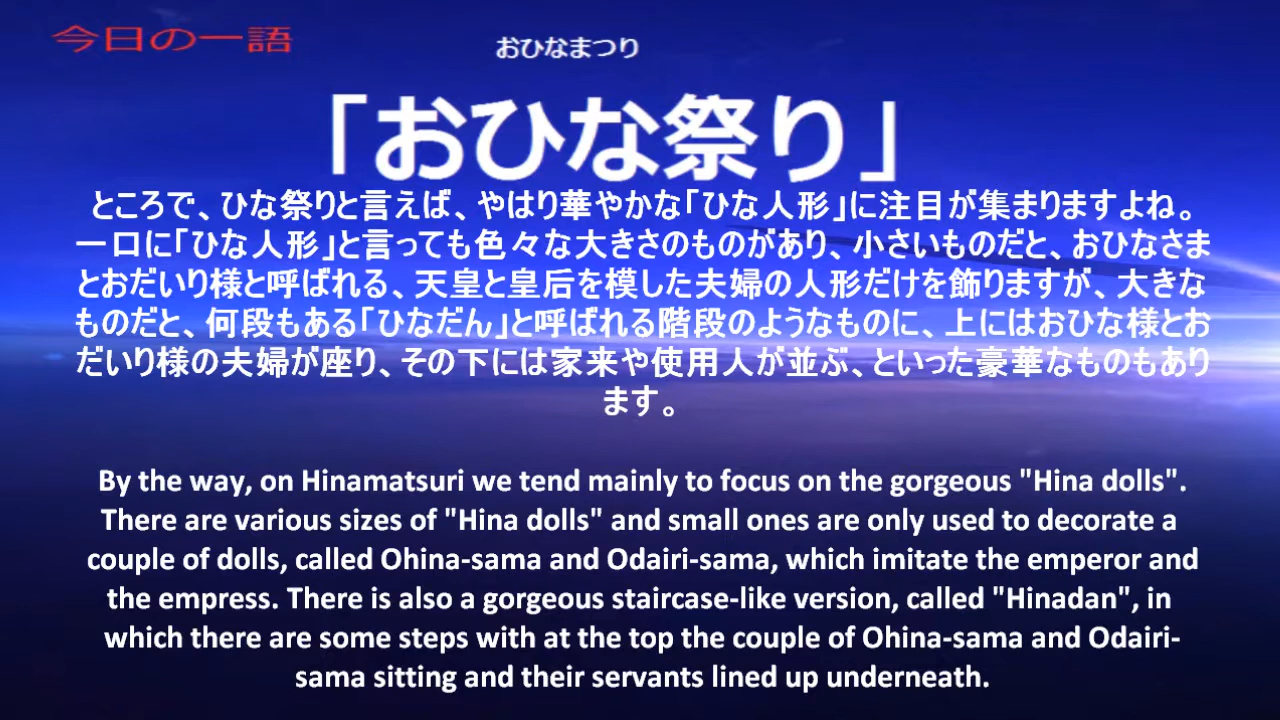 今日の一語
おひなまつり
「おひな祭り」
ところで、ひな祭りと言えば、やはり華やかな「ひな人形」に注目が集まりますよね。
一口に「ひな人形」と言っても色々な大きさのものがあり、小さいものだと、おひなさま
とおだいり様と呼ばれる、天皇と皇后を模した夫婦の人形だけを飾りますが、大きな
ものだと、何段もある「ひなだん」と呼ばれる階段のようなものに、上にはおひな様とお
だいり様の夫婦が座り、その下には家来や使用人が並ぶ、といった豪華なものもあり
ます。
By the way, on Hinamatsuri we tend mainly to focus on the gorgeous "Hina dolls".
There are various sizes of "Hina dolls" and small ones are only used to decorate a
couple of dolls, called Ohina-sama and Odairi-sama, which imitate the emperor and
the empress. There is also a gorgeous staircase-like version, called "Hinadan", in
which there are some steps with at the top the couple of Ohina-sama and Odairi-
sama sitting and their servants lined up underneath.